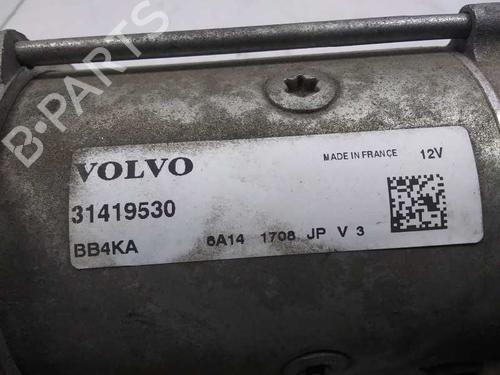 B-PARTS
VOLVO
MADE IN FRANCE 12V
31419530
BB4KA 6A14 1708 JP V 3